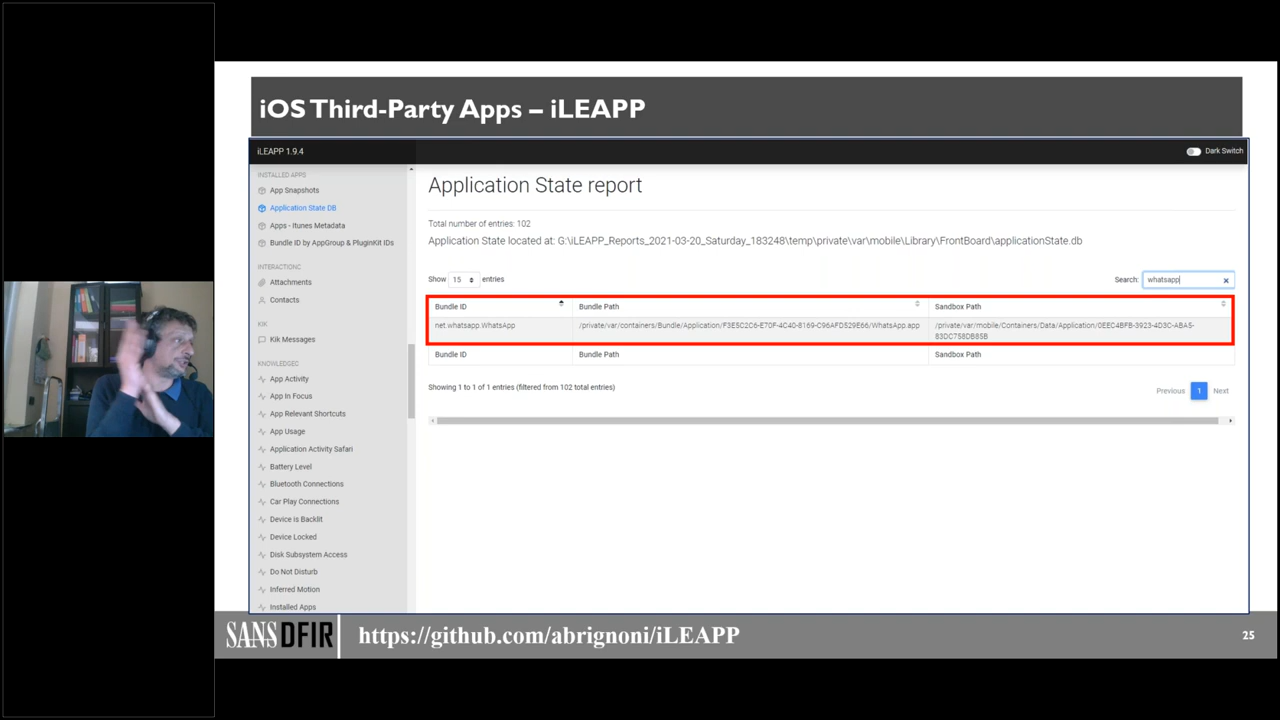 iOS Third-Party Apps – iLEAPP
iLEAPP 1.9.4
Dark Switch
INSTALLED APPS
App Snapshots
Application State DB
Apps - Itunes Metadata
Bundle ID by AppGroup & PluginKit IDs
INTERACTIONC
Attachments
Contacts
KIK
Kik Messages
KNOWLEDGEC
App Activity
App In Focus
App Relevant Shortcuts
App Usage
Application Activity Safari
Battery Level
Bluetooth Connections
Car Play Connections
Device is Backlit
Device Locked
Disk Subsystem Access
Do Not Disturb
Inferred Motion
Installed Apps
Application State report
Total number of entries: 102
Application State located at: G:\iLEAPP_Reports_2021-03-20_Saturday_183248\temp\private\var\mobile\Library\FrontBoard\applicationState.db
Show 15 entries
Search: whatsapp
Bundle ID Bundle Path Sandbox Path
net.whatsapp.WhatsApp /private/var/containers/Bundle/Application/F3E5C2C6-E70F-4C40-8169-C96AFD529E66/WhatsApp.app /private/var/mobile/Containers/Data/Application/0EEC4BFB-3923-4D3C-ABA5-
83DC758DB85B
Bundle ID Bundle Path Sandbox Path
Showing 1 to 1 of 1 entries (filtered from 102 total entries)
Previous 1 Next
SANS DFIR
https://github.com/abrignoni/iLEAPP
25